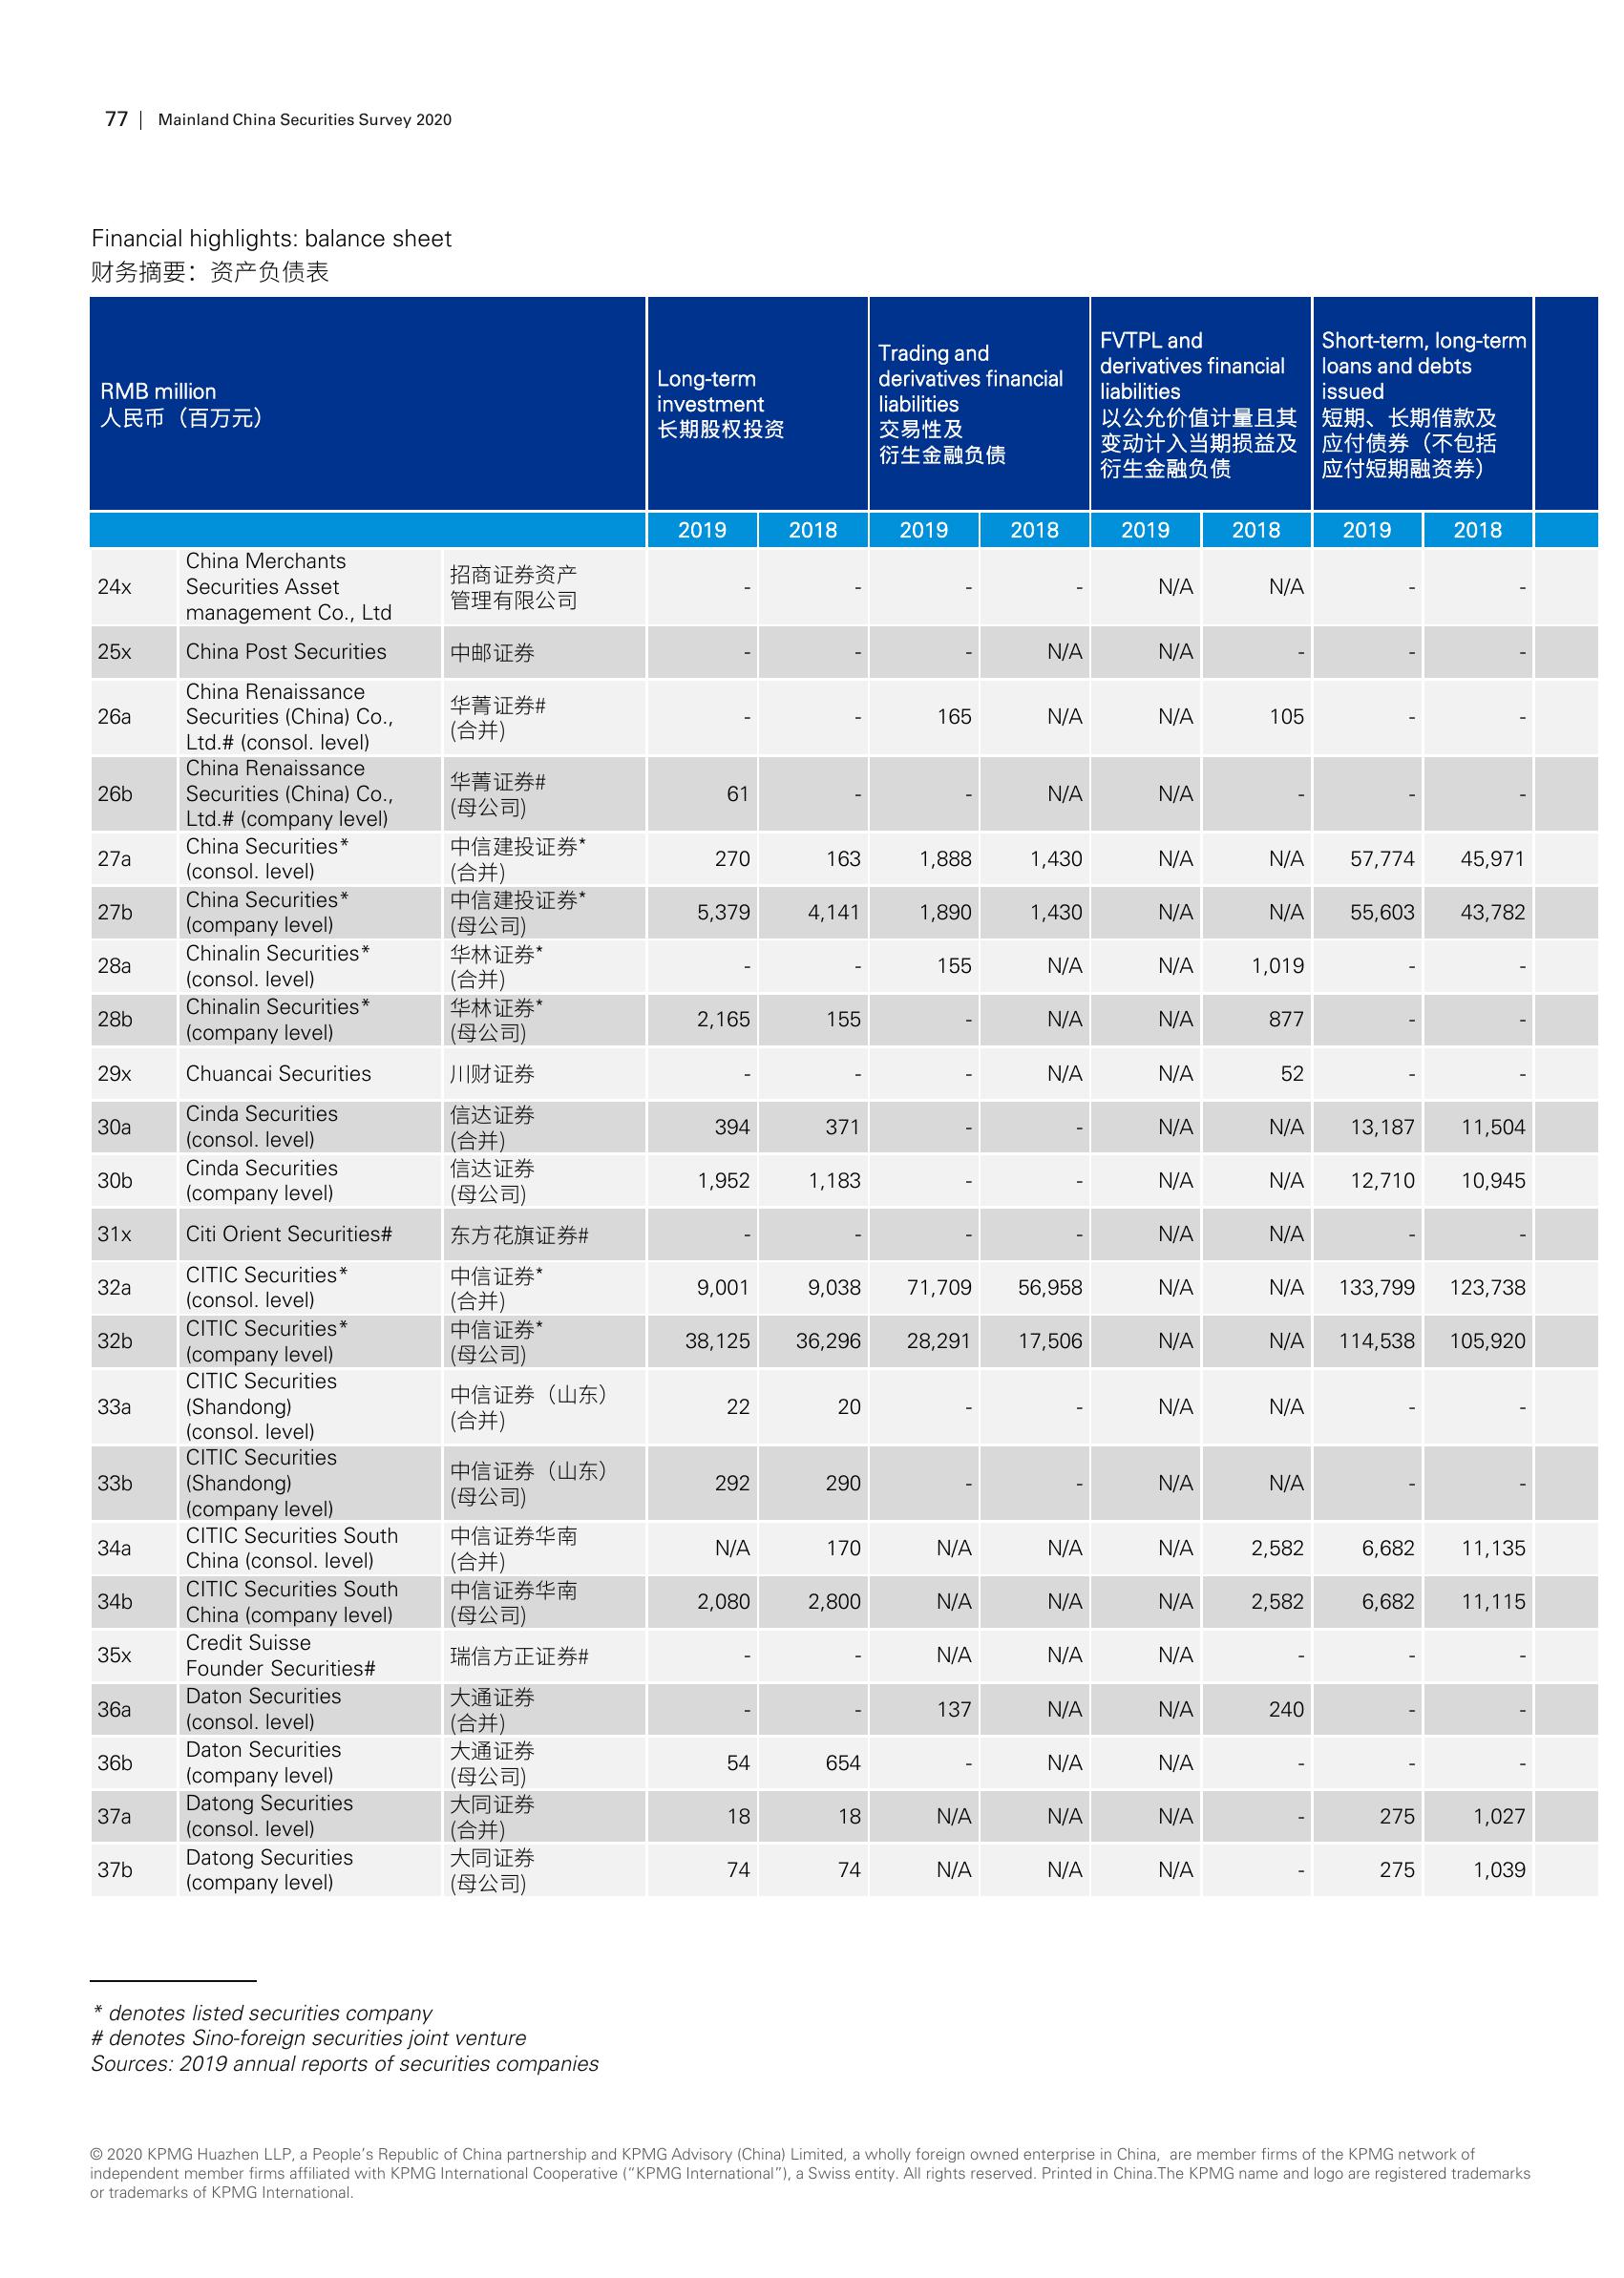 77 | Mainland China Securities Survey 2020
Financial highlights: balance sheet
财务摘要：资产负债表
RMB million
人民币（百万元）
Long-term
investment
长期股权投资
Trading and
derivatives financial
liabilities
交易性及
衍生金融负债
FVTPL and
derivatives financial
liabilities
以公允价值计量且其
变动计入当期损益及
衍生金融负债
Short-term, long-term
loans and debts
issued
短期、长期借款及
应付债券（不包括
应付短期融资券）
2019 2018 2019 2018 2019 2018 2019 2018
24x
China Merchants
Securities Asset
management Co., Ltd
招商证券资产
管理有限公司
- - - - N/A N/A - -
25x China Post Securities 中邮证券 - - - N/A N/A - - -
26a
China Renaissance
Securities (China) Co.,
Ltd.# (consol. level)
华菁证券#
(合并)
- - 165 N/A N/A 105 - -
26b
China Renaissance
Securities (China) Co.,
Ltd.# (company level)
华菁证券#
(母公司)
61 - - N/A N/A - - -
27a
China Securities*
(consol. level)
中信建投证券*
(合并)
270 163 1,888 1,430 N/A N/A 57,774 45,971
27b
China Securities*
(company level)
中信建投证券*
(母公司)
5,379 4,141 1,890 1,430 N/A N/A 55,603 43,782
28a
Chinalin Securities*
(consol. level)
华林证券*
(合并)
- - 155 N/A N/A 1,019 - -
28b
Chinalin Securities*
(company level)
华林证券*
(母公司)
2,165 155 - N/A N/A 877 - -
29x Chuancai Securities 川财证券 - - - N/A N/A 52 - -
30a
Cinda Securities
(consol. level)
信达证券
(合并)
394 371 - - N/A N/A 13,187 11,504
30b
Cinda Securities
(company level)
信达证券
(母公司)
1,952 1,183 - - N/A N/A 12,710 10,945
31x Citi Orient Securities# 东方花旗证券# - - - - N/A N/A - -
32a
CITIC Securities*
(consol. level)
中信证券*
(合并)
9,001 9,038 71,709 56,958 N/A N/A 133,799 123,738
32b
CITIC Securities*
(company level)
中信证券*
(母公司)
38,125 36,296 28,291 17,506 N/A N/A 114,538 105,920
33a
CITIC Securities
(Shandong)
(consol. level)
中信证券（山东）
(合并)
22 20 - - N/A N/A - -
33b
CITIC Securities
(Shandong)
(company level)
中信证券（山东）
(母公司)
292 290 - - N/A N/A - -
34a
CITIC Securities South
China (consol. level)
中信证券华南
(合并)
N/A 170 N/A N/A N/A 2,582 6,682 11,135
34b
CITIC Securities South
China (company level)
中信证券华南
(母公司)
2,080 2,800 N/A N/A N/A 2,582 6,682 11,115
35x
Credit Suisse
Founder Securities#
瑞信方正证券#
- - N/A N/A N/A - - -
36a
Daton Securities
(consol. level)
大通证券
(合并)
- - 137 N/A N/A 240 - -
36b
Daton Securities
(company level)
大通证券
(母公司)
54 654 - N/A N/A - - -
37a
Datong Securities
(consol. level)
大同证券
(合并)
18 18 N/A N/A N/A - 275 1,027
37b
Datong Securities
(company level)
大同证券
(母公司)
74 74 N/A N/A N/A - 275 1,039
* denotes listed securities company
# denotes Sino-foreign securities joint venture
Sources: 2019 annual reports of securities companies
© 2020 KPMG Huazhen LLP, a People’s Republic of China partnership and KPMG Advisory (China) Limited, a wholly foreign owned enterprise in China, are member firms of the KPMG network of
independent member firms affiliated with KPMG International Cooperative (“KPMG International”), a Swiss entity. All rights reserved. Printed in China.The KPMG name and logo are registered trademarks
or trademarks of KPMG International.